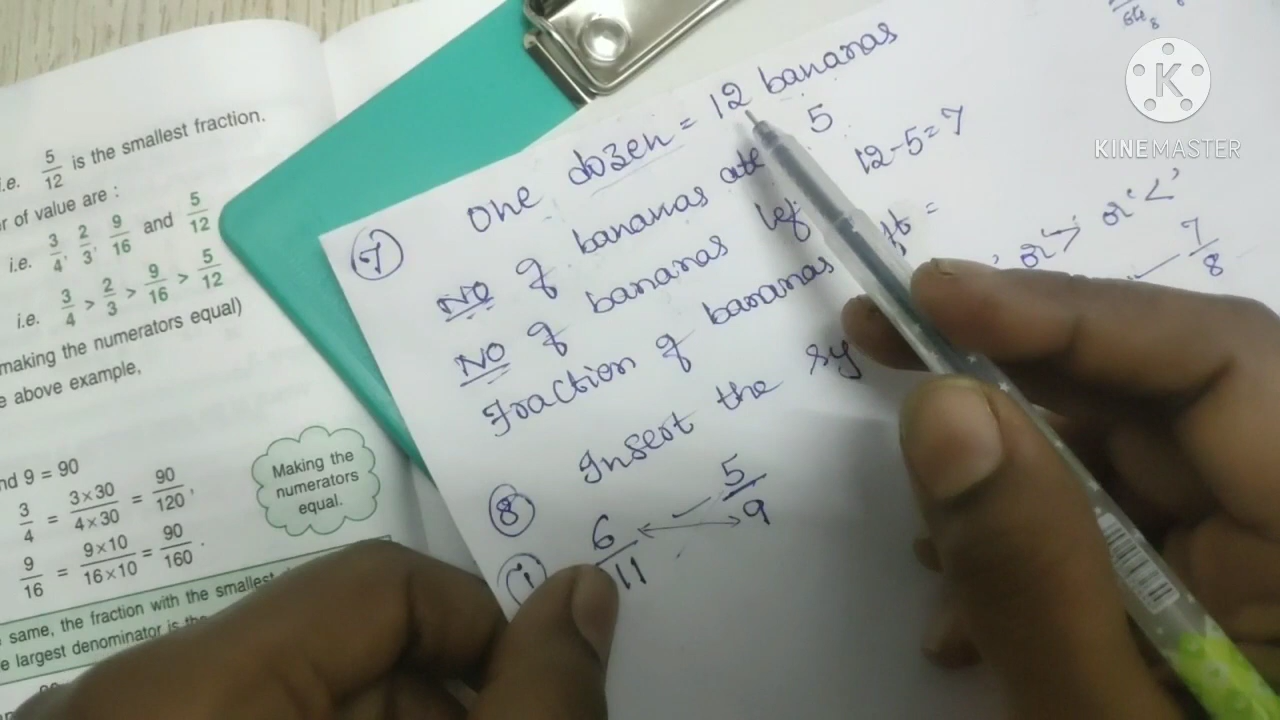 i.e. 5/12 is the smallest fraction.
r of value are :
i.e. 3/4, 2/3, 9/16 and 5/12
i.e. 3/4 > 2/3 > 9/16 > 5/12
making the numerators equal)
e above example,
nd 9 = 90
3/4 = 3×30/4×30 = 90/120,
9/16 = 9×10/16×10 = 90/160.
Making the
numerators
equal.
same, the fraction with the smallest
e largest denominator is the
7 One dozen = 12 bananas
No of bananas ate 5
No of bananas lef 12-5=7
Fraction of bananas =
8 Insert the sy or '>' or '<'
i 6/11 5/9
7/8
KINEMASTER